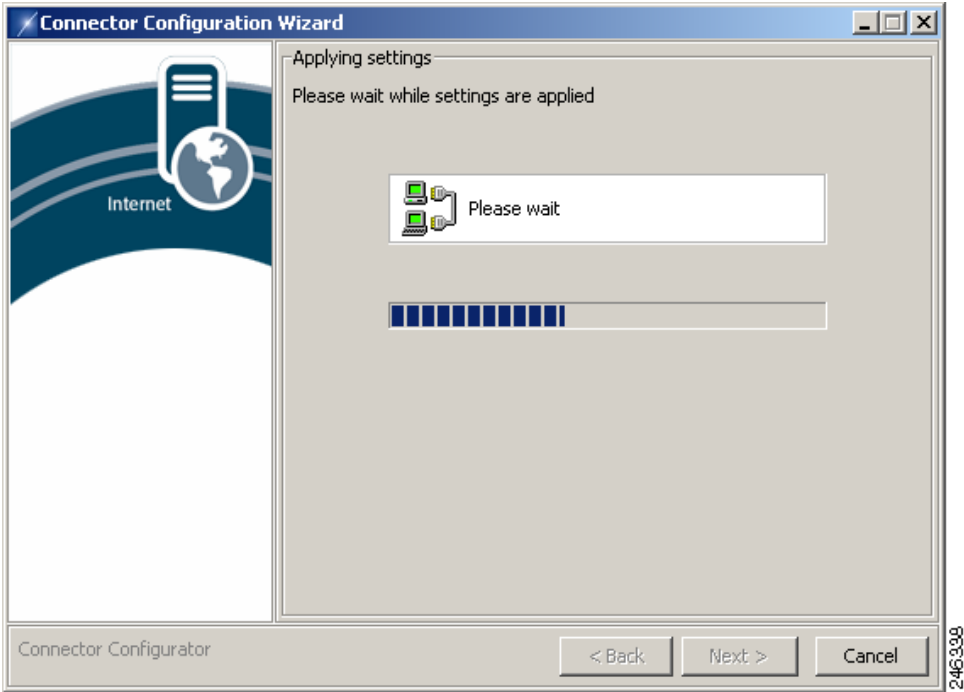 Connector Configuration Wizard
Internet
Applying settings
Please wait while settings are applied
Please wait
Connector Configurator
< Back
Next >
Cancel
246338